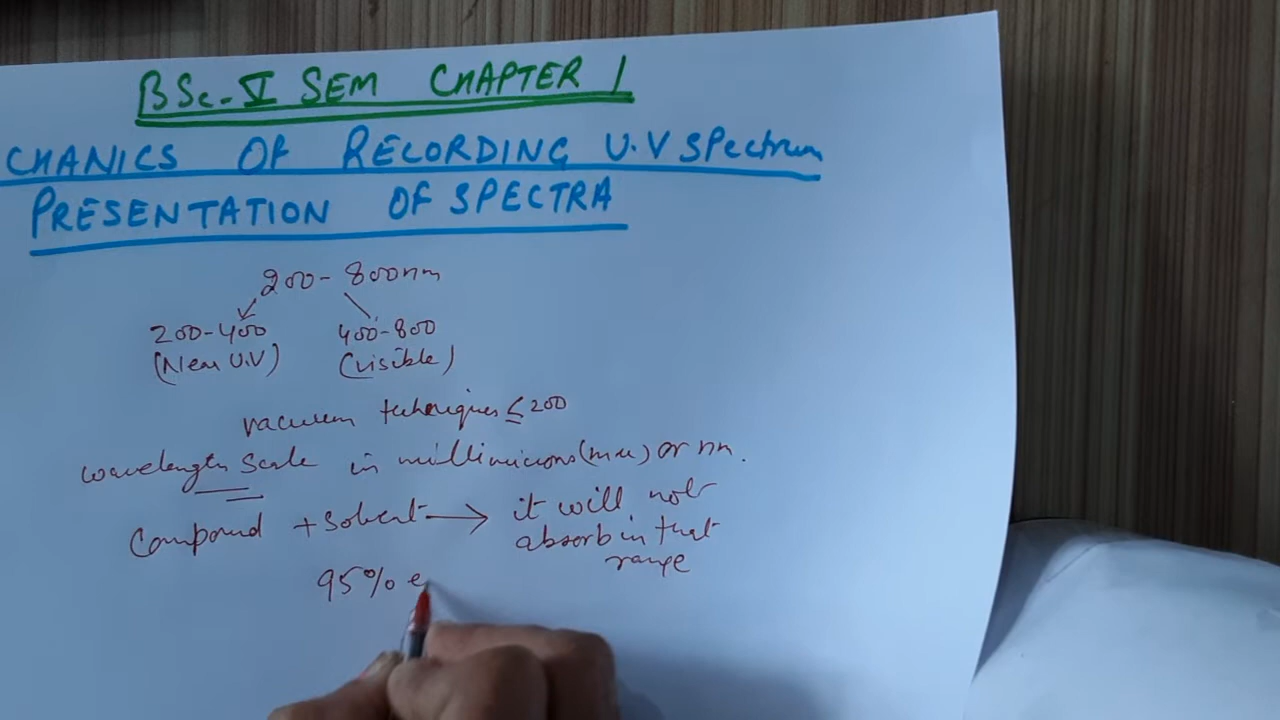 BSc-V SEM CHAPTER 1
CHANICS OF RECORDING U.V SPectrum
PRESENTATION OF SPECTRA
200-800nm
200-400 400-800
(Near U.V) (visible)
vacuum techniques ≤ 200
wavelength scale in millimicrons(mμ) or nm.
Compound + Solvent → it will not
absorb in that
range
95% e